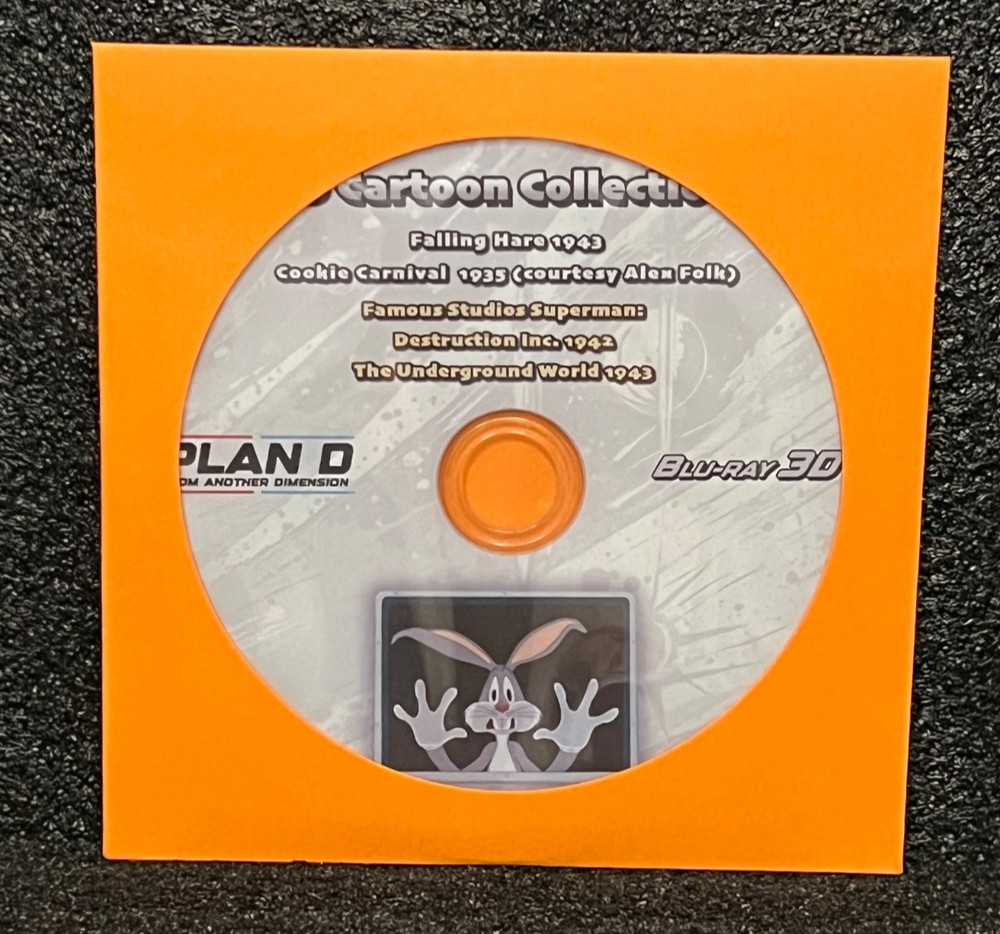 Cartoon Collectio
Falling Hare 1943
Cookie Carnival 1935 (courtesy Alex Folk)
Famous Studios Superman:
Destruction Inc. 1942
The Underground World 1943
PLAN D
OM ANOTHER DIMENSION
BLU-RAY 3D